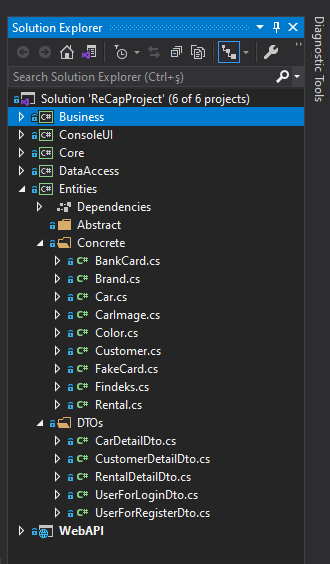 Solution Explorer
Search Solution Explorer (Ctrl+ş)
Solution 'ReCapProject' (6 of 6 projects)
C# Business
C# ConsoleUI
C# Core
C# DataAccess
C# Entities
Dependencies
Abstract
Concrete
C# BankCard.cs
C# Brand.cs
C# Car.cs
C# CarImage.cs
C# Color.cs
C# Customer.cs
C# FakeCard.cs
C# Findeks.cs
C# Rental.cs
DTOs
C# CarDetailDto.cs
C# CustomerDetailDto.cs
C# RentalDetailDto.cs
C# UserForLoginDto.cs
C# UserForRegisterDto.cs
WebAPI
Diagnostic Tools